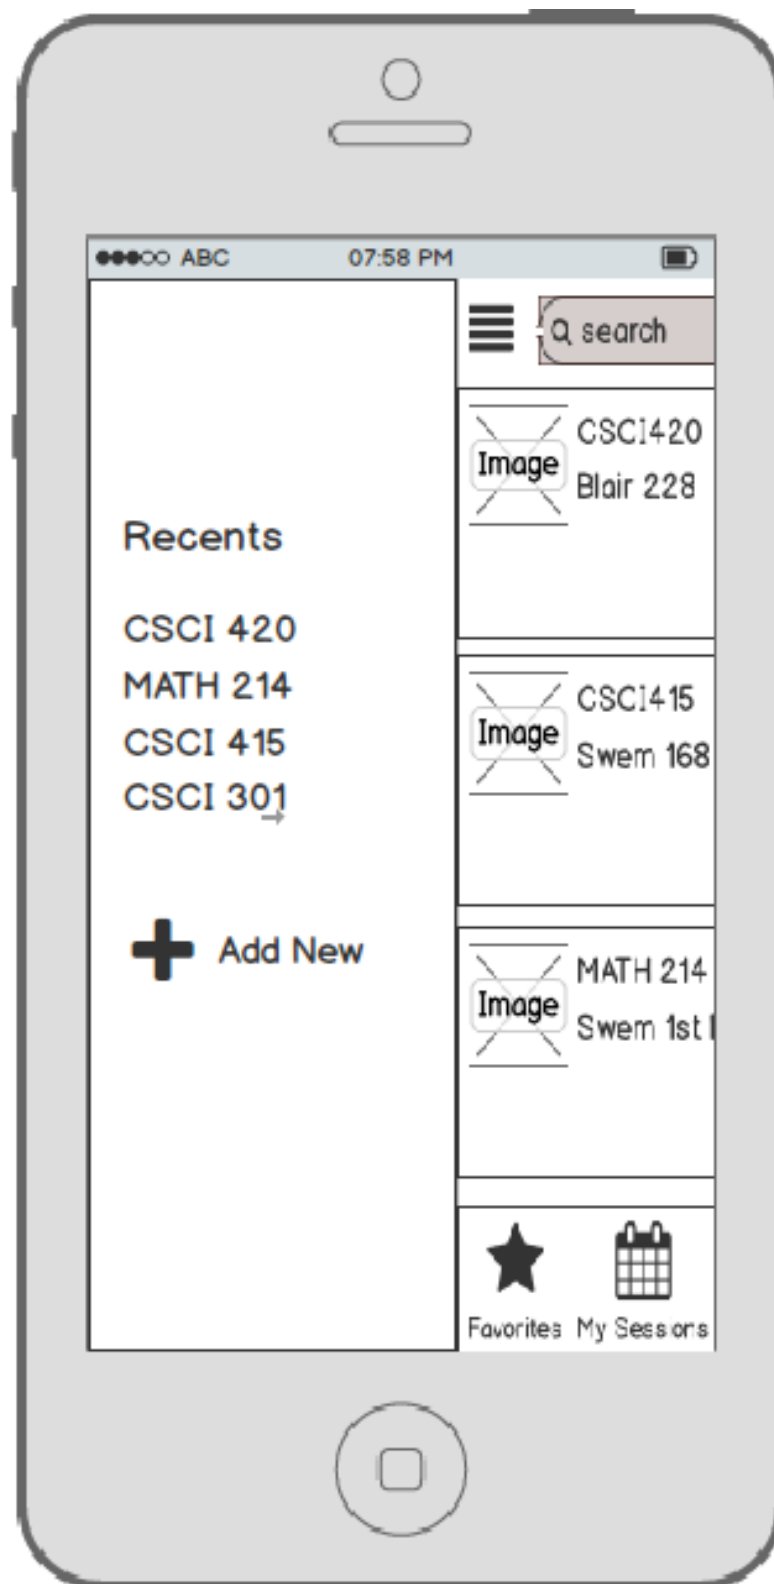 ABC 07:58 PM
Recents
CSCI 420
MATH 214
CSCI 415
CSCI 301
Add New
search
Image
CSCI420
Blair 228
Image
CSCI415
Swem 168
Image
MATH 214
Swem 1st
Favorites
My Sessions